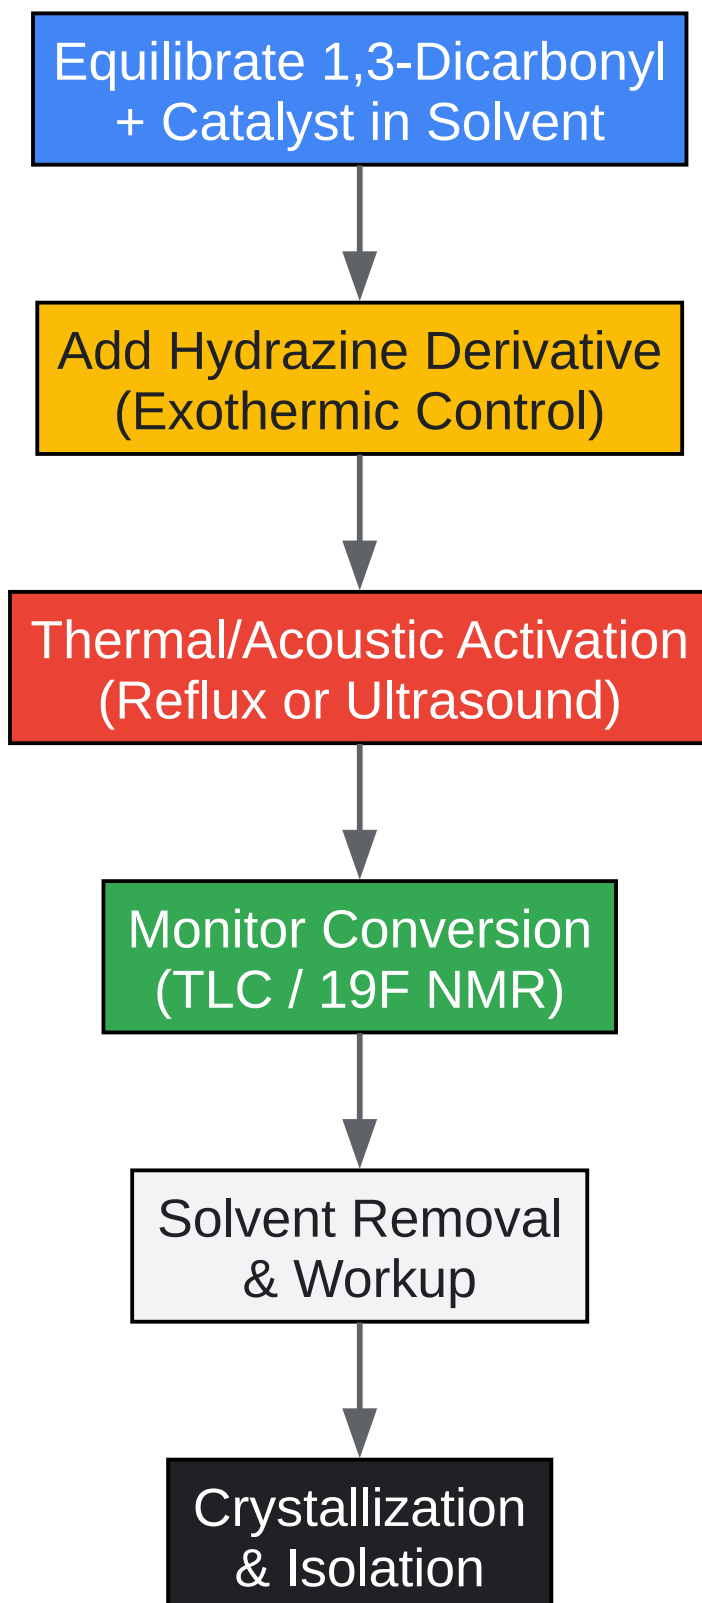 Equilibrate 1,3-Dicarbonyl
+ Catalyst in Solvent
Add Hydrazine Derivative
(Exothermic Control)
Thermal/Acoustic Activation
(Reflux or Ultrasound)
Monitor Conversion
(TLC / 19F NMR)
Solvent Removal
& Workup
Crystallization
& Isolation